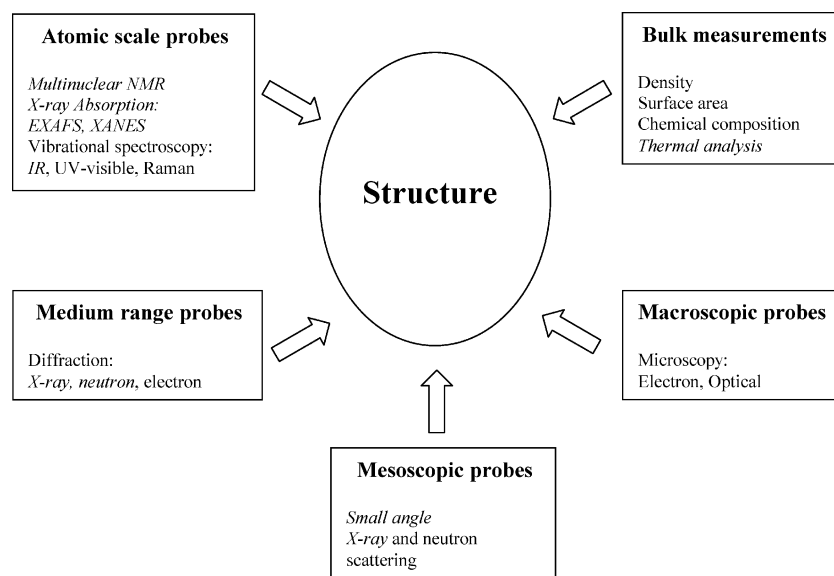 Atomic scale probes
Multinuclear NMR
X-ray Absorption:
EXAFS, XANES
Vibrational spectroscopy:
IR, UV-visible, Raman
Bulk measurements
Density
Surface area
Chemical composition
Thermal analysis
Structure
Medium range probes
Diffraction:
X-ray, neutron, electron
Macroscopic probes
Microscopy:
Electron, Optical
Mesoscopic probes
Small angle
X-ray and neutron
scattering